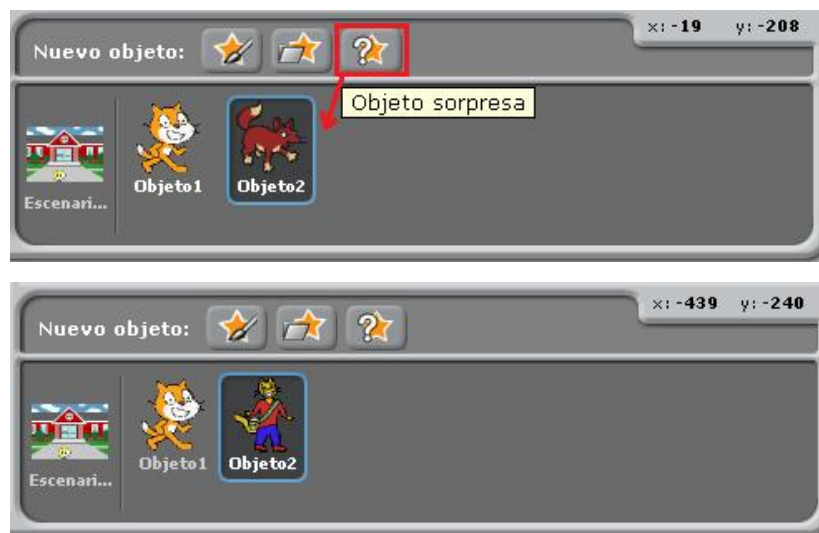 x: -19 y: -208
Nuevo objeto:
Objeto sorpresa
Objeto1 Objeto2
Escenari...
x: -439 y: -240
Nuevo objeto:
Objeto1 Objeto2
Escenari...